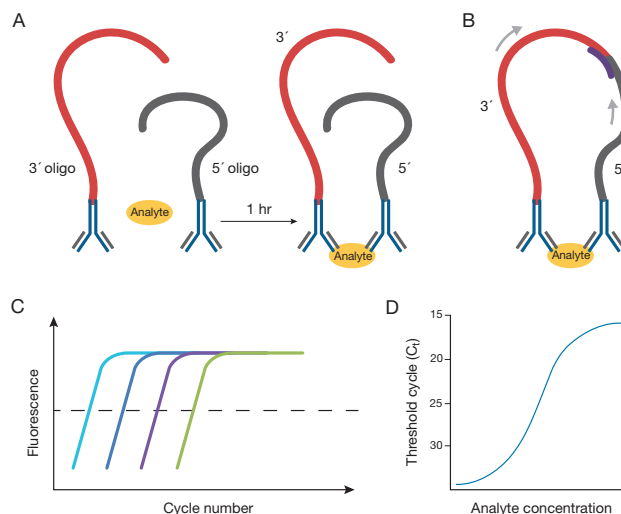 A
3´
3´ oligo
5´ oligo
Analyte
1 hr
5´
Analyte
B
3´
Analyte
C
Fluorescence
Cycle number
D
Threshold cycle (Ct)
15
20
25
30
Analyte concentration